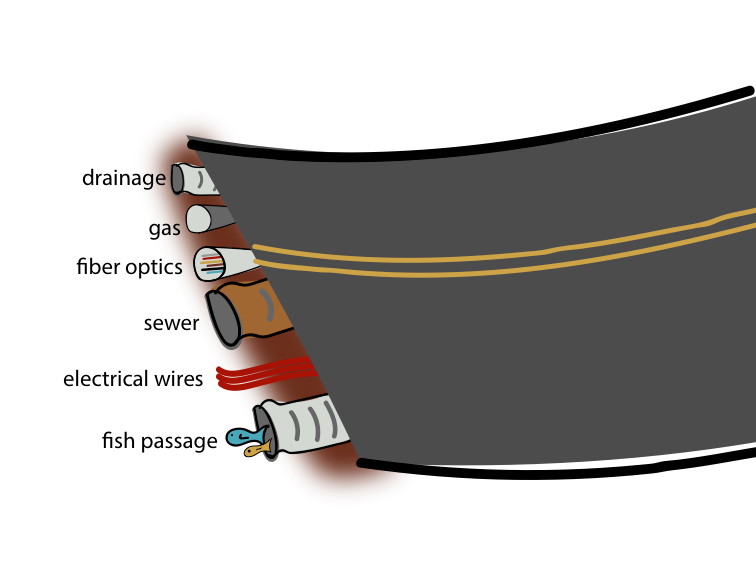 drainage
gas
fiber optics
sewer
electrical wires
fish passage